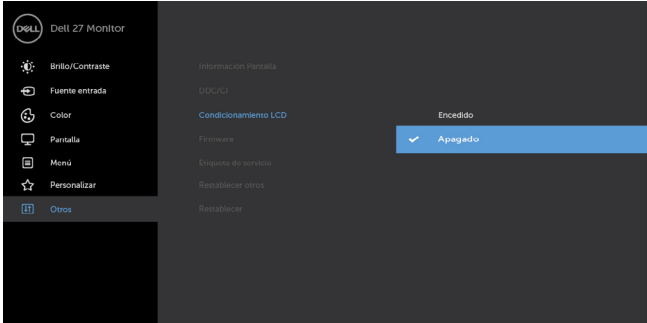 DELL Dell 27 Monitor
Brillo/Contraste
Fuente entrada
Color
Pantalla
Menú
Personalizar
Otros
Información Pantalla
DDC/CI
Condicionamiento LCD
Firmware
Etiqueta de servicio
Restablecer otros
Restablecer
Encedido
Apagado